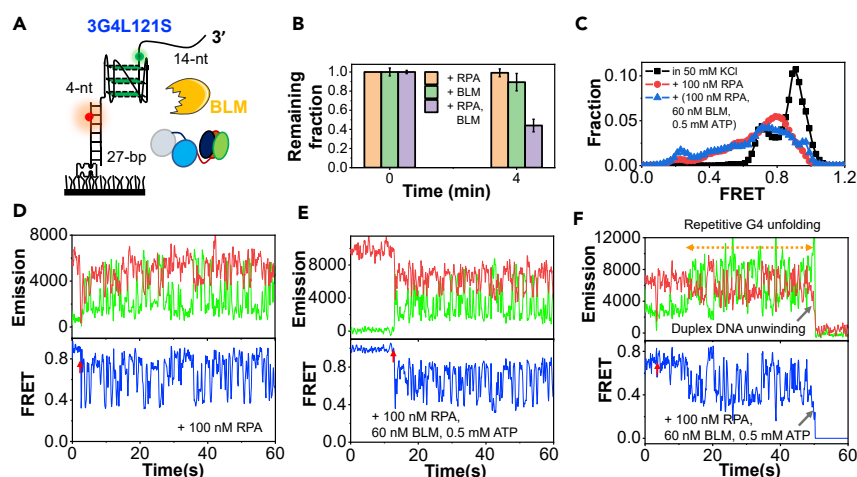 A
3G4L121S
3′
14-nt
4-nt
BLM
27-bp
B
Remaining
fraction
1.0
0.8
0.6
0.4
0.2
0.0
+ RPA
+ BLM
+ RPA,
BLM
0
4
Time (min)
C
Fraction
0.10
0.05
0.00
in 50 mM KCl
+ 100 nM RPA
+ (100 nM RPA,
60 nM BLM,
0.5 mM ATP)
0.0
0.4
0.8
1.2
FRET
D
Emission
8000
4000
0
FRET
0.8
0.4
0.0
+ 100 nM RPA
0
20
40
60
Time(s)
E
Emission
8000
4000
0
FRET
0.8
0.4
0.0
+ 100 nM RPA,
60 nM BLM, 0.5 mM ATP
0
20
40
60
Time(s)
F
Repetitive G4 unfolding
Emission
12000
8000
4000
0
Duplex DNA unwinding
FRET
0.8
0.4
0.0
+ 100 nM RPA,
60 nM BLM, 0.5 mM ATP
0
20
40
60
Time(s)